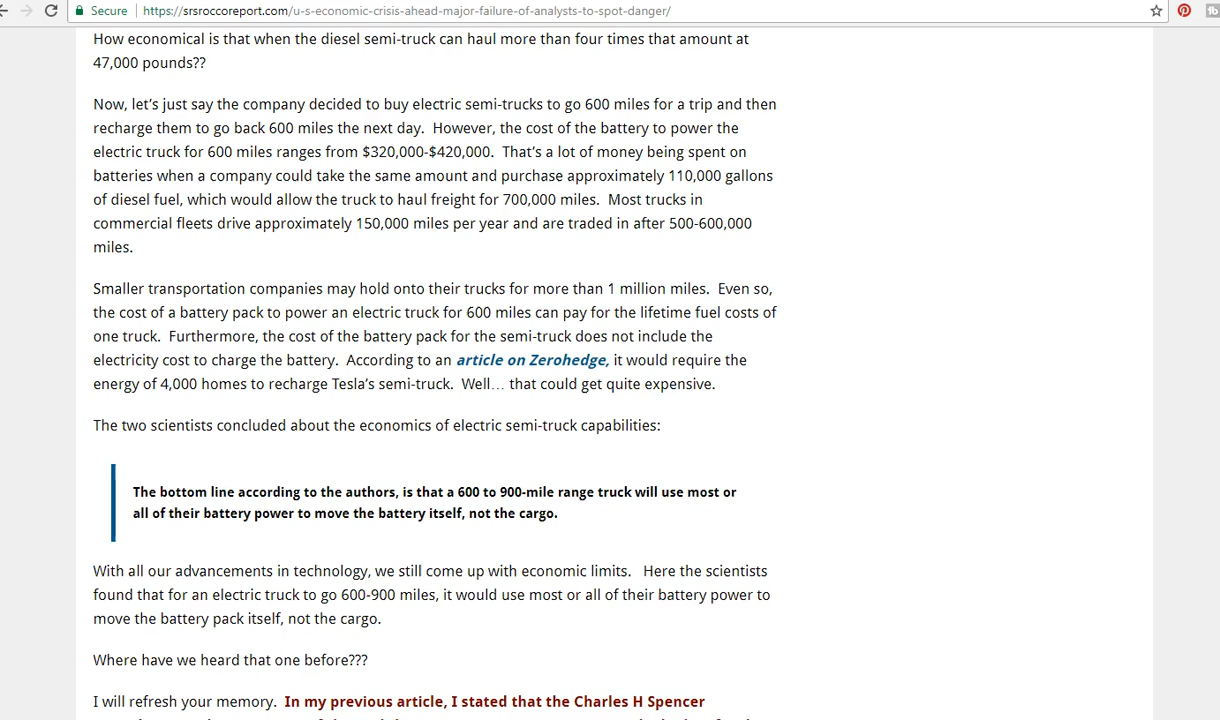 Secure https://srsroccoreport.com/u-s-economic-crisis-ahead-major-failure-of-analysts-to-spot-danger/
How economical is that when the diesel semi-truck can haul more than four times that amount at
47,000 pounds??
Now, let’s just say the company decided to buy electric semi-trucks to go 600 miles for a trip and then
recharge them to go back 600 miles the next day.  However, the cost of the battery to power the
electric truck for 600 miles ranges from $320,000-$420,000.  That’s a lot of money being spent on
batteries when a company could take the same amount and purchase approximately 110,000 gallons
of diesel fuel, which would allow the truck to haul freight for 700,000 miles.  Most trucks in
commercial fleets drive approximately 150,000 miles per year and are traded in after 500-600,000
miles.
Smaller transportation companies may hold onto their trucks for more than 1 million miles.  Even so,
the cost of a battery pack to power an electric truck for 600 miles can pay for the lifetime fuel costs of
one truck.  Furthermore, the cost of the battery pack for the semi-truck does not include the
electricity cost to charge the battery.  According to an article on Zerohedge, it would require the
energy of 4,000 homes to recharge Tesla’s semi-truck.  Well… that could get quite expensive.
The two scientists concluded about the economics of electric semi-truck capabilities:
The bottom line according to the authors, is that a 600 to 900-mile range truck will use most or
all of their battery power to move the battery itself, not the cargo.
With all our advancements in technology, we still come up with economic limits.   Here the scientists
found that for an electric truck to go 600-900 miles, it would use most or all of their battery power to
move the battery pack itself, not the cargo.
Where have we heard that one before???
I will refresh your memory.  In my previous article, I stated that the Charles H Spencer